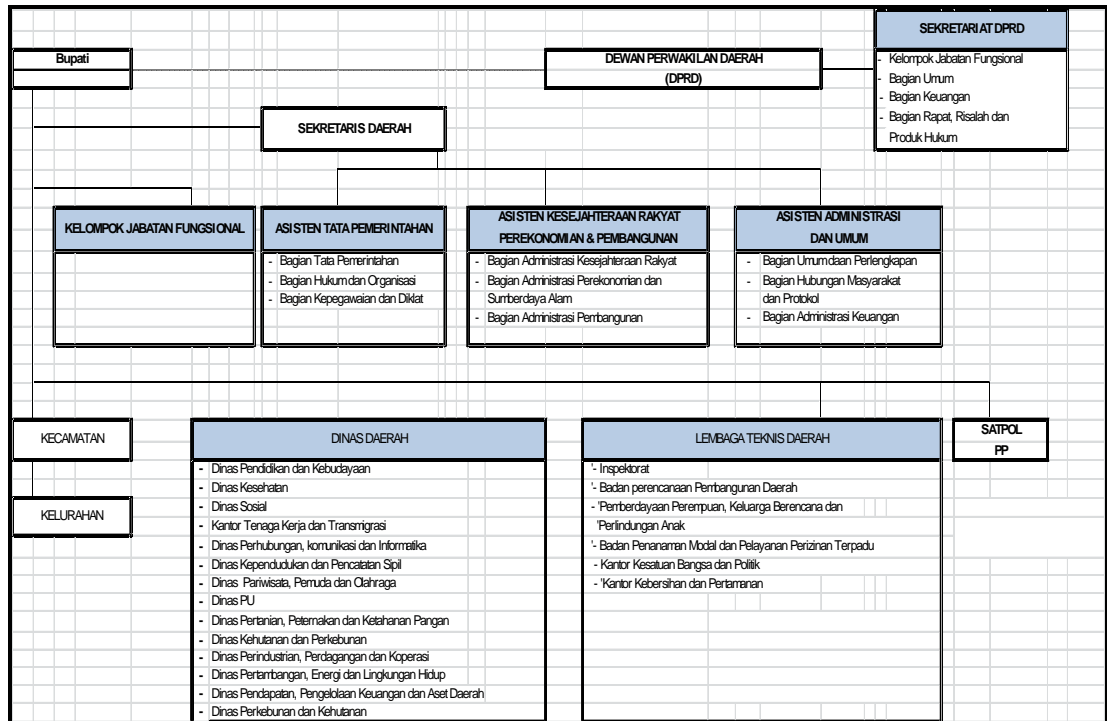 SEKRETARIAT DPRD
- Kelompok Jabatan Fungsional
- Bagian Umum
- Bagian Keuangan
- Bagian Rapat, Risalah dan
Produk Hukum
Bupati
DEWAN PERWAKILAN DAERAH
(DPRD)
SEKRETARIS DAERAH
KELOMPOK JABATAN FUNGSIONAL
ASISTEN TATA PEMERINTAHAN
- Bagian Tata Pemerintahan
- Bagian Hukum dan Organisasi
- Bagian Kepegawaian dan Diklat
ASISTEN KESEJAHTERAAN RAKYAT
PEREKONOMIAN & PEMBANGUNAN
- Bagian Administrasi Kesejahteraan Rakyat
- Bagian Administrasi Perekonomian dan
Sumberdaya Alam
- Bagian Administrasi Pembangunan
ASISTEN ADMINISTRASI
DAN UMUM
- Bagian Umum daan Perlengkapan
- Bagian Hubungan Masyarakat
dan Protokol
- Bagian Administrasi Keuangan
KECAMATAN
KELURAHAN
DINAS DAERAH
- Dinas Pendidikan dan Kebudayaan
- Dinas Kesehatan
- Dinas Sosial
- Kantor Tenaga Kerja dan Transmigrasi
- Dinas Perhubungan, komunikasi dan Informatika
- Dinas Kependudukan dan Pencatatan Sipil
- Dinas Pariwisata, Pemuda dan Olahraga
- Dinas PU
- Dinas Pertanian, Peternakan dan Ketahanan Pangan
- Dinas Kehutanan dan Perkebunan
- Dinas Perindustrian, Perdagangan dan Koperasi
- Dinas Pertambangan, Energi dan Lingkungan Hidup
- Dinas Pendapatan, Pengelolaan Keuangan dan Aset Daerah
- Dinas Perkebunan dan Kehutanan
LEMBAGA TEKNIS DAERAH
'- Inspektorat
'- Badan perencanaan Pembangunan Daerah
- 'Pemberdayaan Perempuan, Keluarga Berencana dan
'Perlindungan Anak
'- Badan Penanaman Modal dan Pelayanan Perizinan Terpadu
- Kantor Kesatuan Bangsa dan Politik
- 'Kantor Kebersihan dan Pertamanan
SATPOL
PP